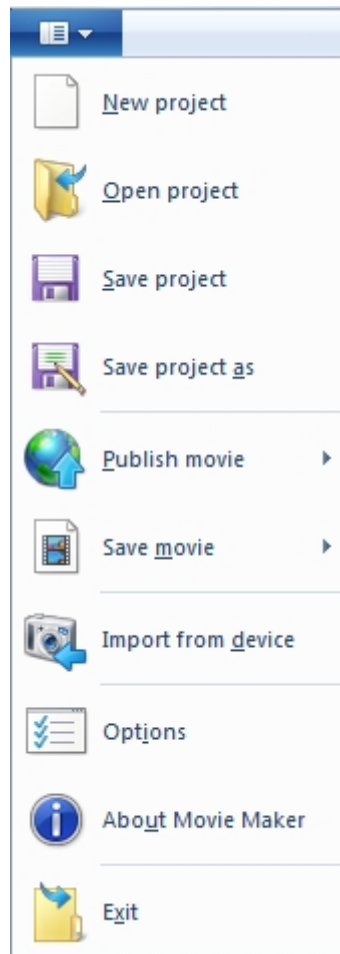 New project
Open project
Save project
Save project as
Publish movie
Save movie
Import from device
Options
About Movie Maker
Exit